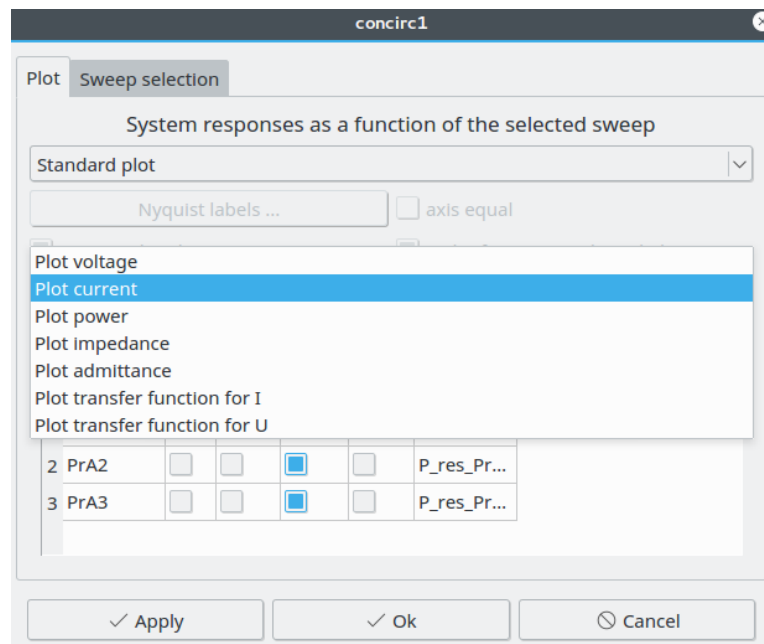 concirc1
Plot Sweep selection
System responses as a function of the selected sweep
Standard plot
Nyquist labels ... axis equal
Plot voltage
Plot current
Plot power
Plot impedance
Plot admittance
Plot transfer function for I
Plot transfer function for U
2 PrA2 P_res_Pr...
3 PrA3 P_res_Pr...
Apply Ok Cancel